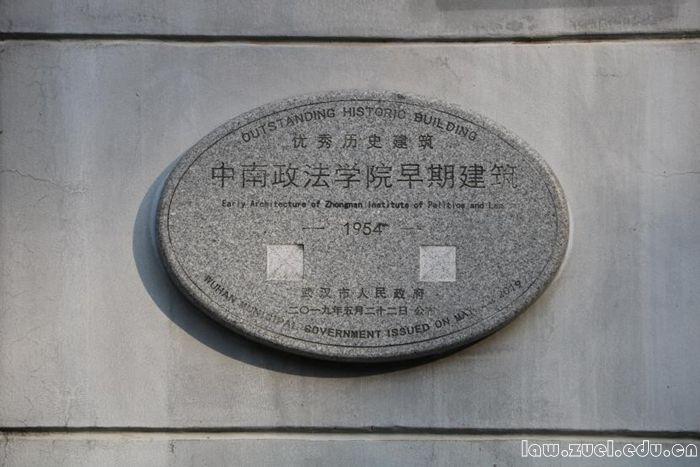 OUTSTANDING HISTORIC BUILDING
优秀历史建筑
中南政法学院早期建筑
Early Architecture of Zhongnan Institute of Politics and Law
— 1954 —
武汉市人民政府
二〇一九年五月二十二日 公布
WUHAN MUNICIPAL GOVERNMENT ISSUED ON MAY 2019
law.zuel.edu.cn